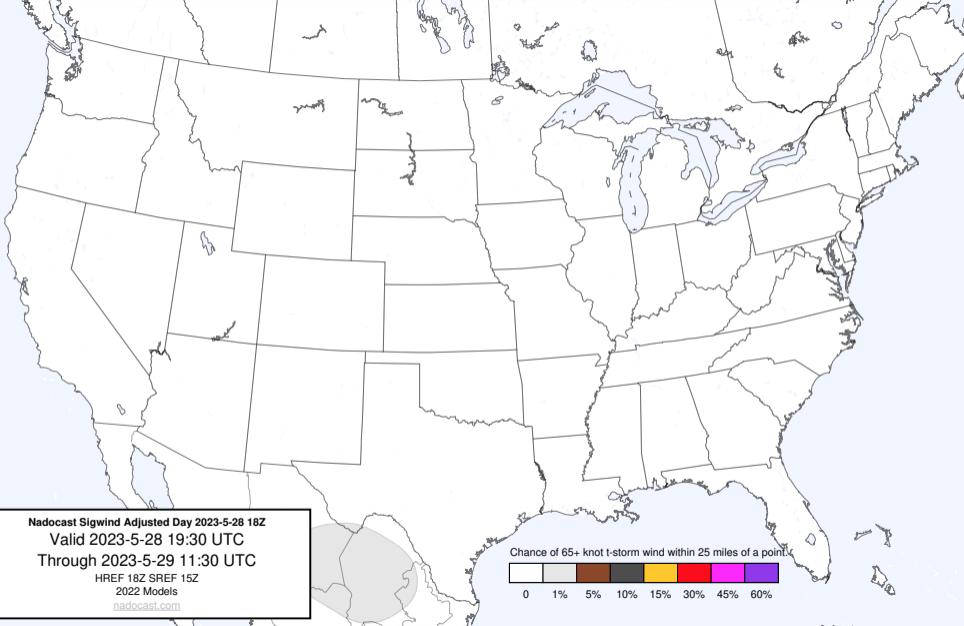 Nadocast Sigwind Adjusted Day 2023-5-28 18Z
Valid 2023-5-28 19:30 UTC
Through 2023-5-29 11:30 UTC
HREF 18Z SREF 15Z
2022 Models
nadocast.com
Chance of 65+ knot t-storm wind within 25 miles of a point.
0 1% 5% 10% 15% 30% 45% 60%